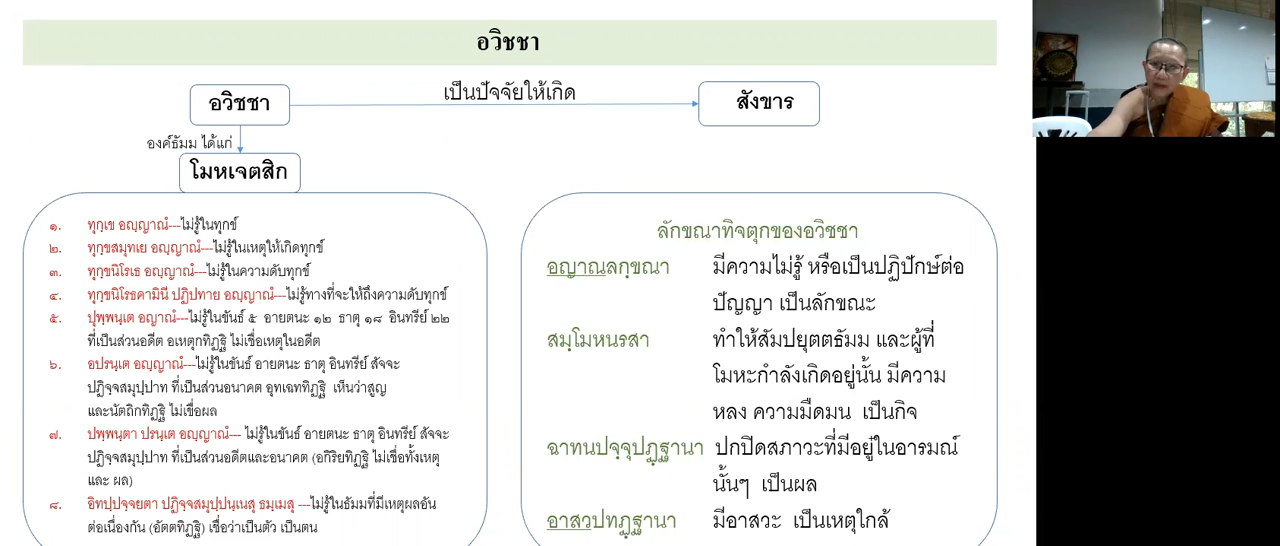 อวิชชา
อวิชชา
เป็นปัจจัยให้เกิด
สังขาร
องค์ธัมม ได้แก่
โมหเจตสิก
๑. ทุกฺเข อญฺญาณํ---ไม่รู้ในทุกข์
๒. ทุกฺขสมุทเย อญฺญาณํ---ไม่รู้ในเหตุให้เกิดทุกข์
๓. ทุกฺขนิโรเธ อญฺญาณํ---ไม่รู้ในความดับทุกข์
๔. ทุกฺขนิโรธคามินี ปฏิปทาย อญฺญาณํ---ไม่รู้ทางที่จะให้ถึงความดับทุกข์
๕. ปุพฺพนฺเต อญาณํ---ไม่รู้ในขันธ์ ๕ อายตนะ ๑๒ ธาตุ ๑๘ อินทรีย์ ๒๒
ที่เป็นส่วนอดีต อเหตุกทิฏฐิ ไม่เชื่อเหตุในอดีต
๖. อปรนฺเต อญฺญาณํ---ไม่รู้ในขันธ์ อายตนะ ธาตุ อินทรีย์ สัจจะ
ปฏิจฺจสมุปฺปาท ที่เป็นส่วนอนาคต อุทเฉททิฏฐิ เห็นว่าสูญ
และนัตถิกทิฏฐิ ไม่เชื่อผล
๗. ปพฺพนฺตา ปรนฺเต อญฺญาณํ--- ไม่รู้ในขันธ์ อายตนะ ธาตุ อินทรีย์ สัจจะ
ปฏิจฺจสมุปฺปาท ที่เป็นส่วนอดีตและอนาคต (อกิริยทิฏฐิ ไม่เชื่อทั้งเหตุ
และ ผล)
๘. อิทปฺปจฺจยตา ปฏิจฺจสมุปฺปนฺเนสุ ธมฺเมสุ ---ไม่รู้ในธัมมที่มีเหตุผลอัน
ต่อเนื่องกัน (อัตตทิฏฐิ) เชื่อว่าเป็นตัว เป็นตน
ลักขณาทิจตุกของอวิชชา
อญาณลกฺขณา มีความไม่รู้ หรือเป็นปฏิปักษ์ต่อ
ปัญญา เป็นลักขณะ
สมฺโมหนรสา ทำให้สัมปยุตตธัมม และผู้ที่
โมหะกำลังเกิดอยู่นั้น มีความ
หลง ความมืดมน เป็นกิจ
ฉาทนปจฺจุปฏฺฐานา ปกปิดสภาวะที่มีอยู่ในอารมณ์
นั้นๆ เป็นผล
อาสวปทฏฺฐานา มีอาสวะ เป็นเหตุใกล้